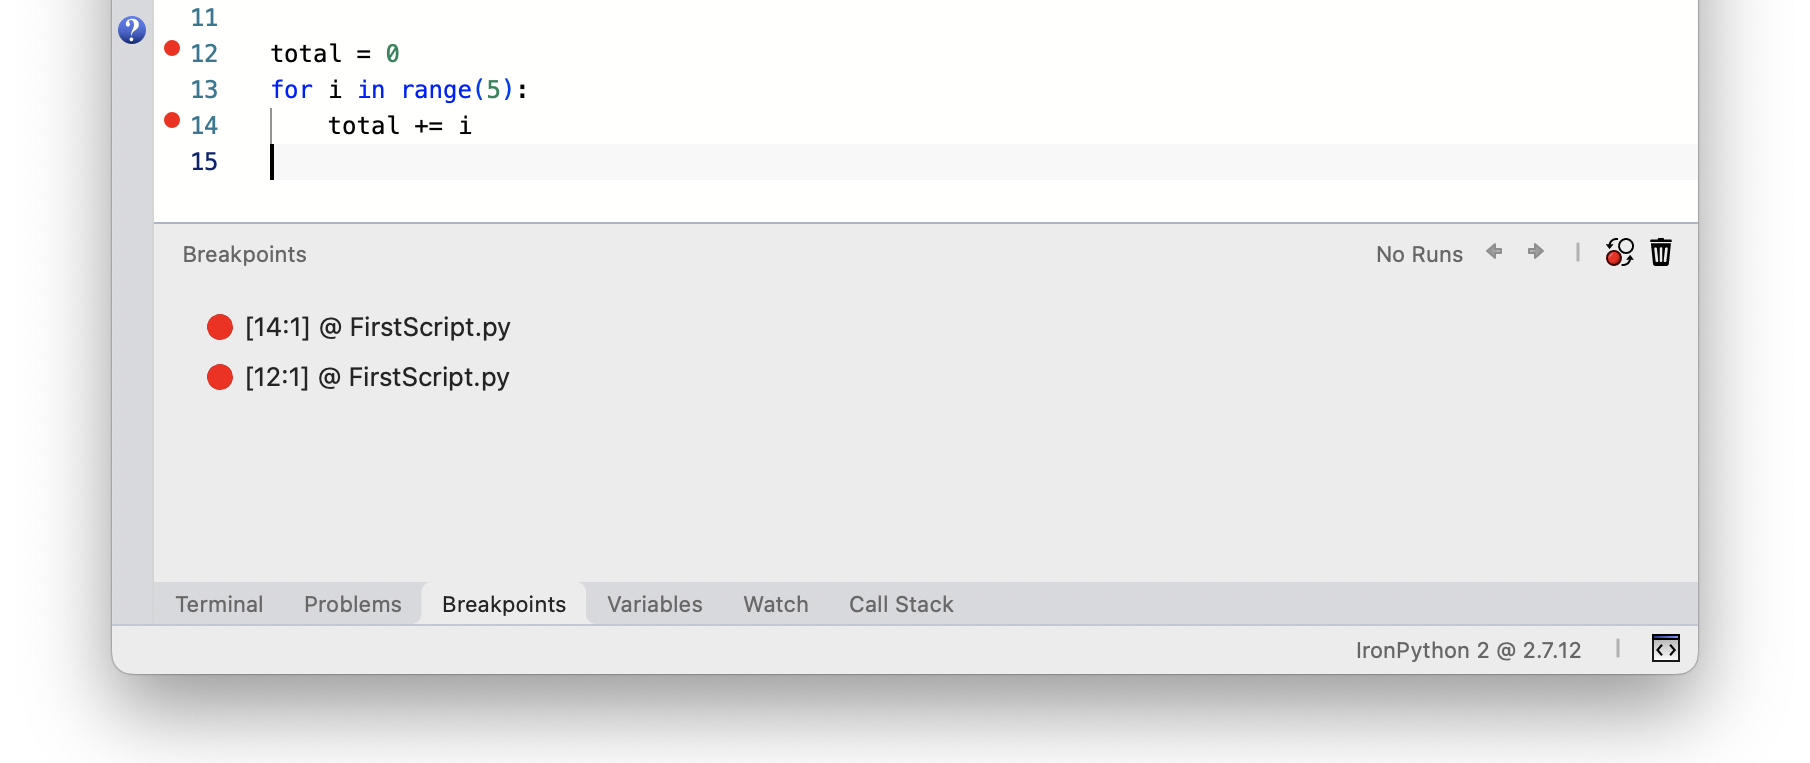 11
12 total = 0
13 for i in range(5):
14     total += i
15
Breakpoints No Runs
[14:1] @ FirstScript.py
[12:1] @ FirstScript.py
Terminal Problems Breakpoints Variables Watch Call Stack
IronPython 2 @ 2.7.12